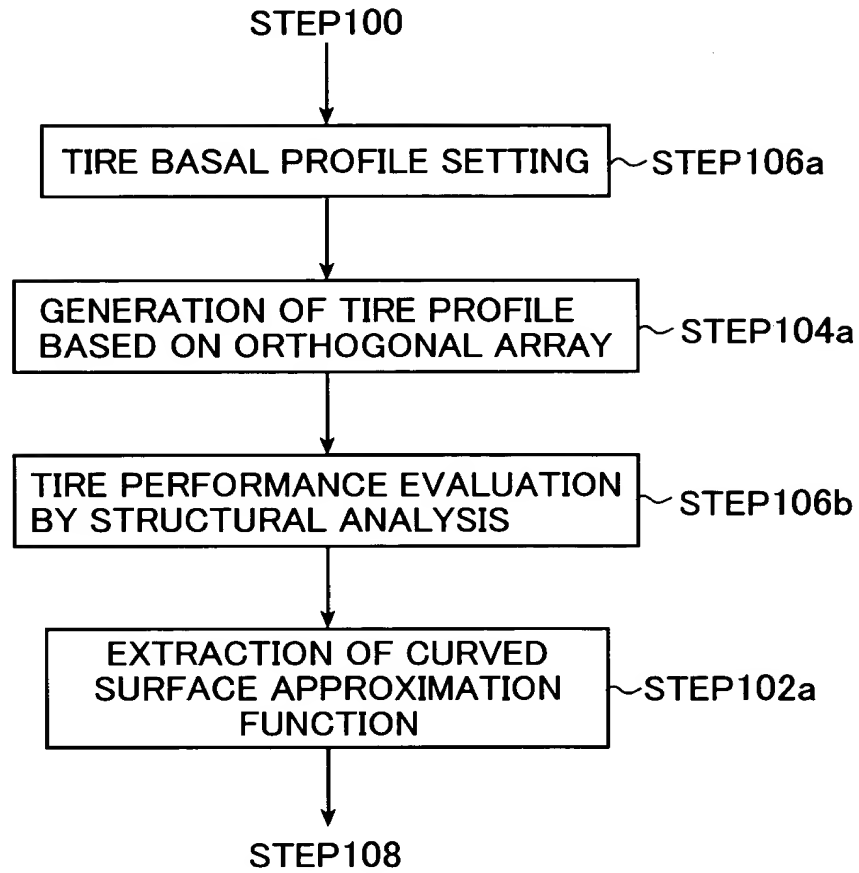 STEP100
TIRE BASAL PROFILE SETTING
STEP106a
GENERATION OF TIRE PROFILE
BASED ON ORTHOGONAL ARRAY
STEP104a
TIRE PERFORMANCE EVALUATION
BY STRUCTURAL ANALYSIS
STEP106b
EXTRACTION OF CURVED
SURFACE APPROXIMATION
FUNCTION
STEP102a
STEP108